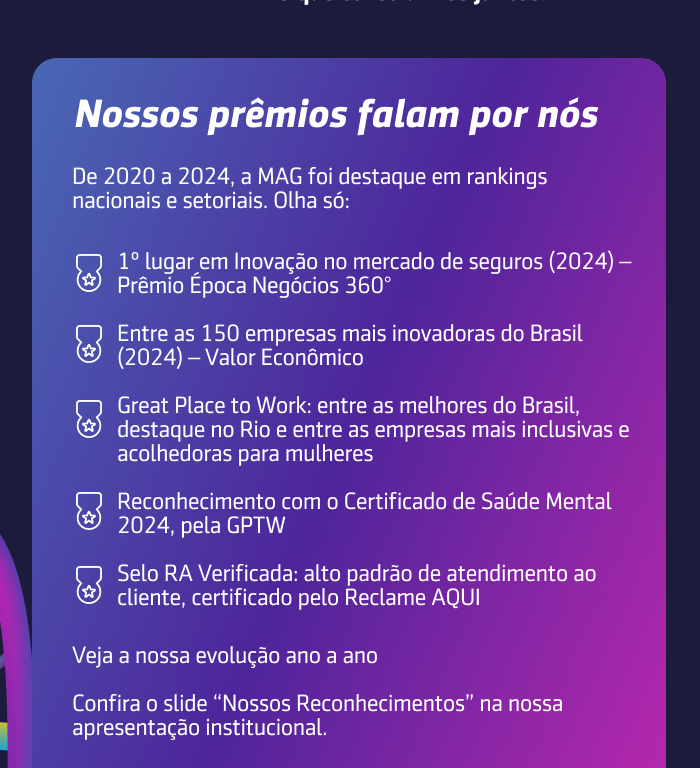 Nossos prêmios falam por nós
De 2020 a 2024, a MAG foi destaque em rankings
nacionais e setoriais. Olha só:
1º lugar em Inovação no mercado de seguros (2024) –
Prêmio Época Negócios 360°
Entre as 150 empresas mais inovadoras do Brasil
(2024) – Valor Econômico
Great Place to Work: entre as melhores do Brasil,
destaque no Rio e entre as empresas mais inclusivas e
acolhedoras para mulheres
Reconhecimento com o Certificado de Saúde Mental
2024, pela GPTW
Selo RA Verificada: alto padrão de atendimento ao
cliente, certificado pelo Reclame AQUI
Veja a nossa evolução ano a ano
Confira o slide “Nossos Reconhecimentos” na nossa
apresentação institucional.